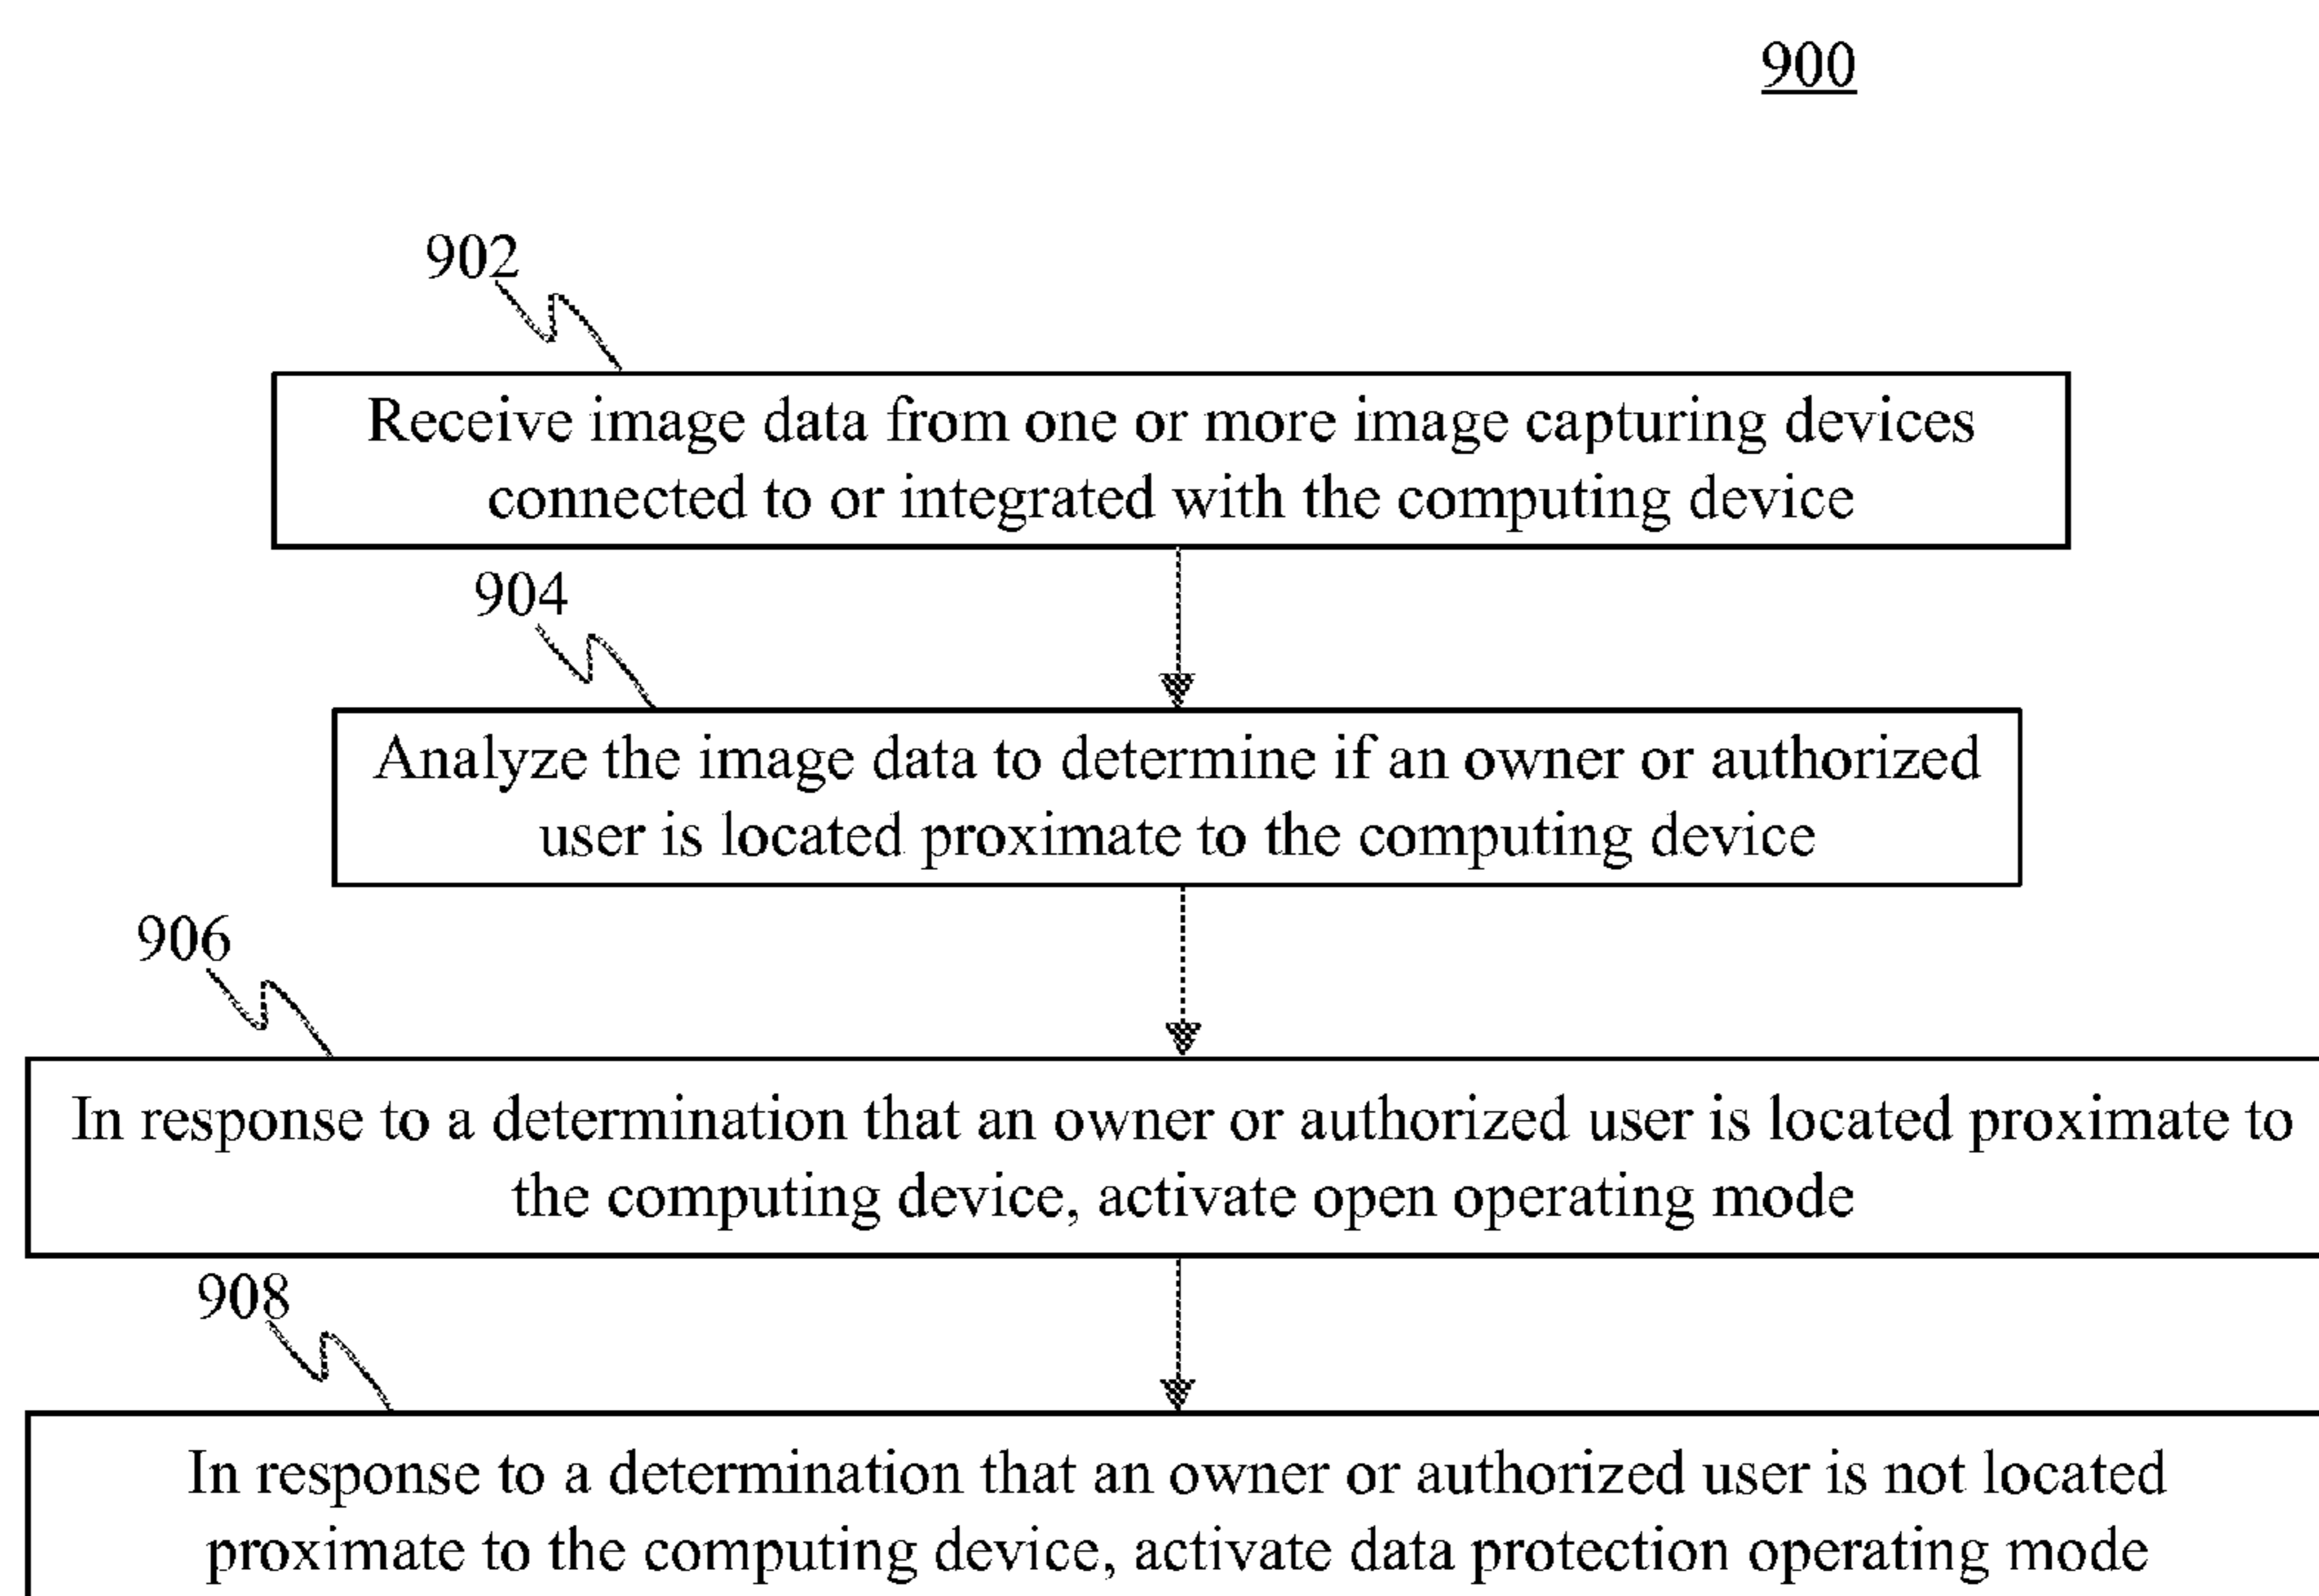 900
902
Receive image data from one or more image capturing devices
connected to or integrated with the computing device
904
Analyze the image data to determine if an owner or authorized
user is located proximate to the computing device
906
In response to a determination that an owner or authorized user is located proximate to
the computing device, activate open operating mode
908
In response to a determination that an owner or authorized user is not located
proximate to the computing device, activate data protection operating mode